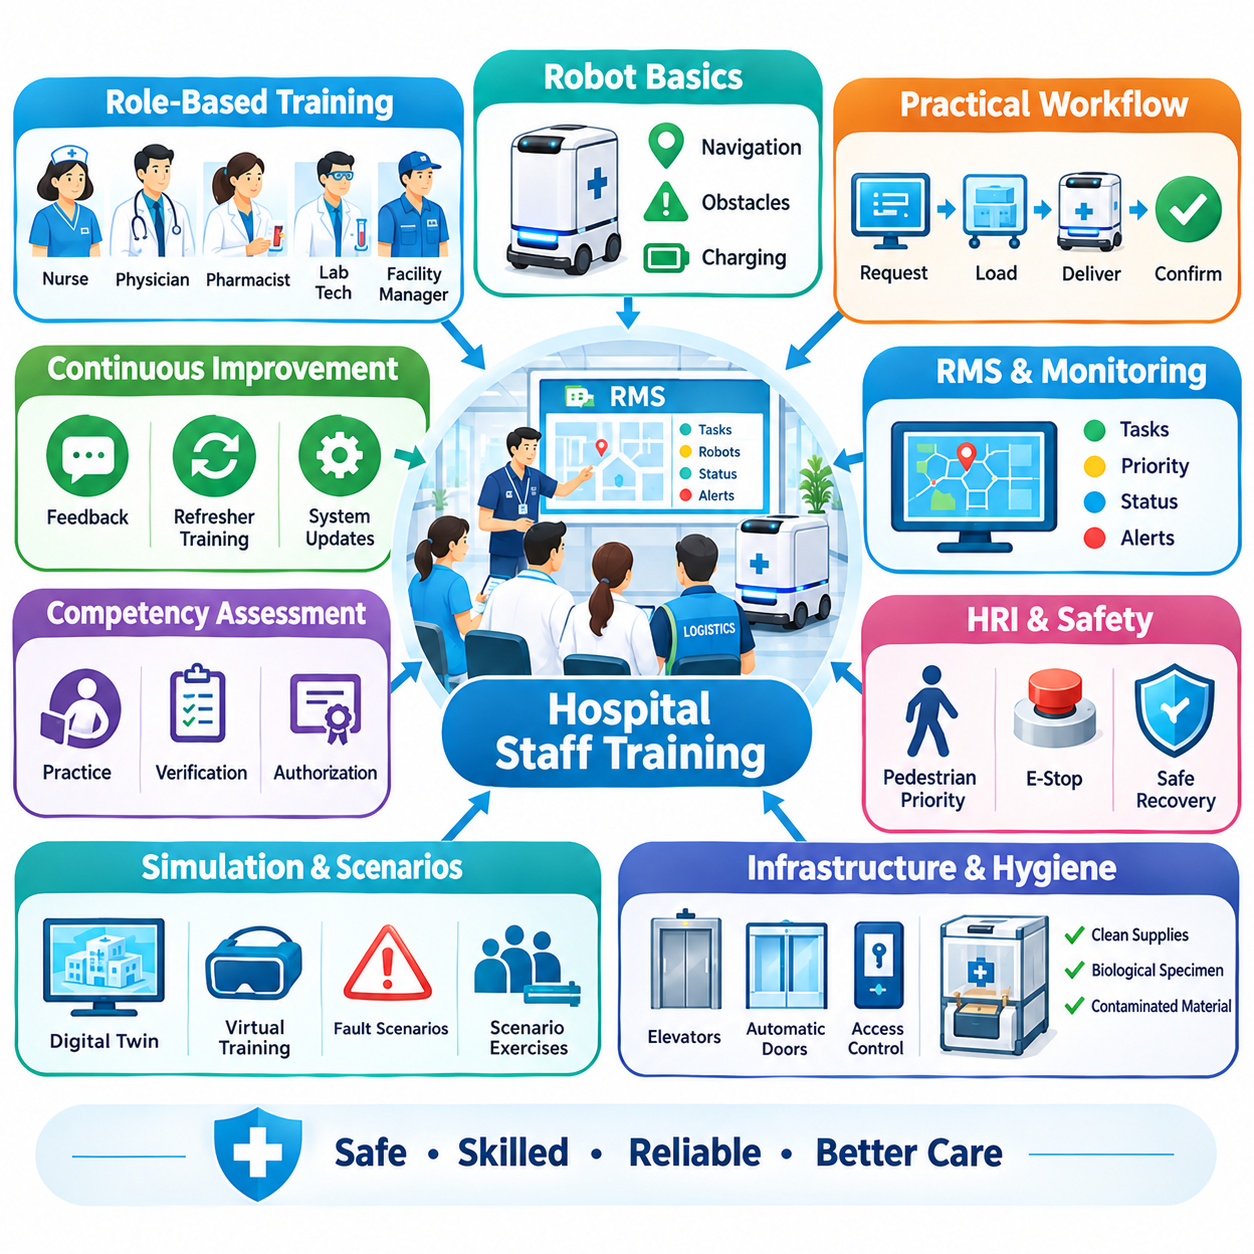 Role-Based Training
Nurse
Physician
Pharmacist
Lab
Tech
Facility
Manager
Robot Basics
Navigation
Obstacles
Charging
Practical Workflow
Request
Load
Deliver
Confirm
Continuous Improvement
Feedback
Refresher
Training
System
Updates
RMS
Tasks
Robots
Status
Alerts
LOGISTICS
Hospital
Staff Training
RMS & Monitoring
Tasks
Priority
Status
Alerts
Competency Assessment
Practice
Verification
Authorization
HRI & Safety
Pedestrian
Priority
E-Stop
Safe
Recovery
Simulation & Scenarios
Digital Twin
Virtual
Training
Fault Scenarios
Scenario
Exercises
Infrastructure & Hygiene
Elevators
Automatic
Doors
Access
Control
Clean Supplies
Biological Specimen
Contaminated Material
Safe • Skilled • Reliable • Better Care